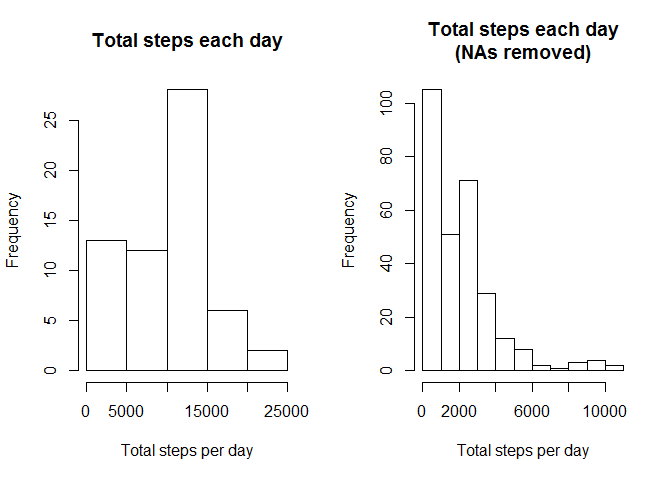 Total steps each day
25
20
15
10
5
0
Frequency
0 5000 15000 25000
Total steps per day
Total steps each day
(NAs removed)
100
80
60
40
20
0
Frequency
0 2000 6000 10000
Total steps per day